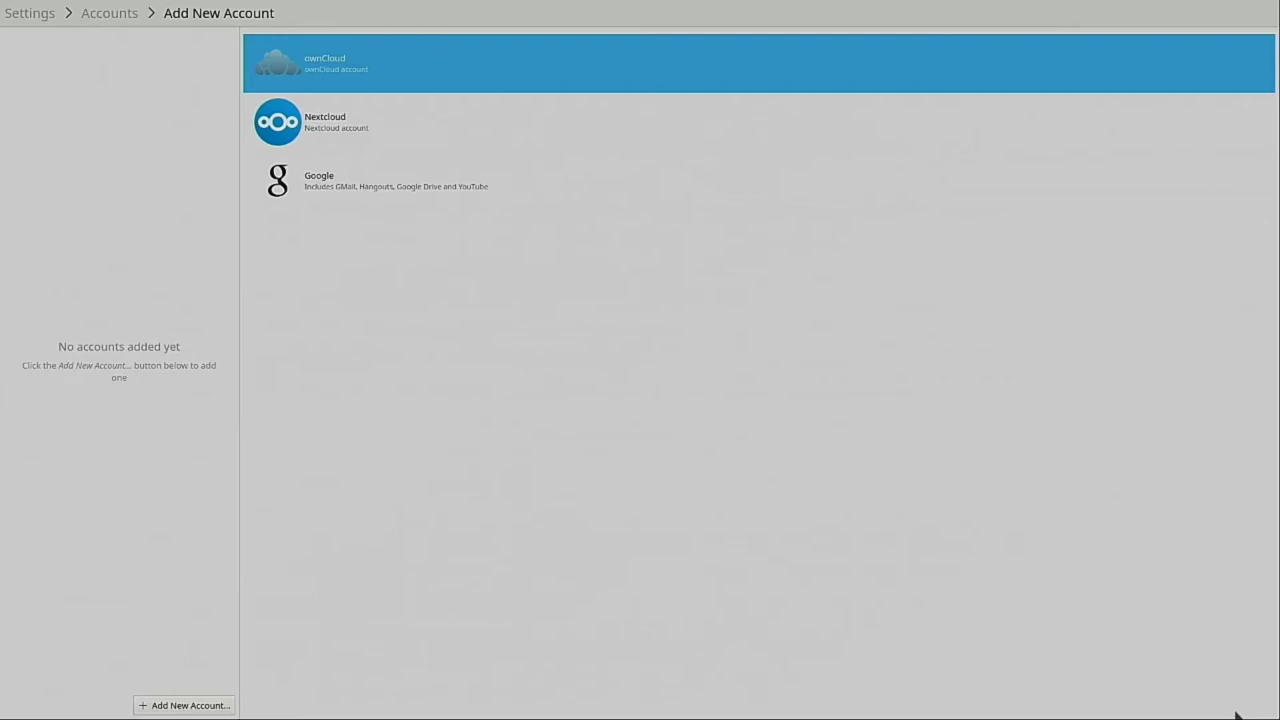 Settings > Accounts > Add New Account
ownCloud
ownCloud account
Nextcloud
Nextcloud account
Google
Includes GMail, Hangouts, Google Drive and YouTube
No accounts added yet
Click the Add New Account... button below to add
one
+ Add New Account...